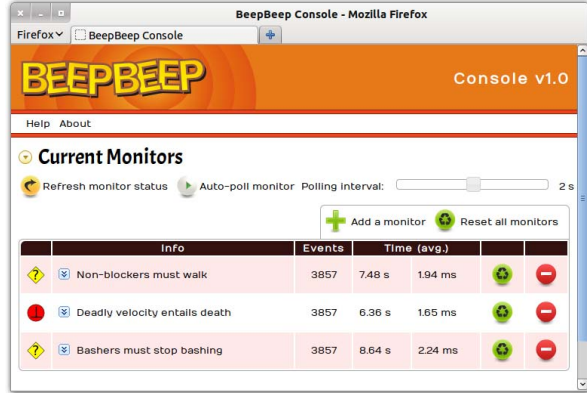 BeepBeep Console - Mozilla Firefox
Firefox BeepBeep Console
BEEPBEEP Console v1.0
Help About
Current Monitors
Refresh monitor status Auto-poll monitor Polling interval: 2 s
Add a monitor Reset all monitors
Info Events Time (avg.)
? Non-blockers must walk 3857 7.48 s 1.94 ms
Deadly velocity entails death 3857 6.36 s 1.65 ms
? Bashers must stop bashing 3857 8.64 s 2.24 ms